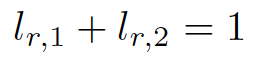 $l_{r,1} + l_{r,2} = 1$